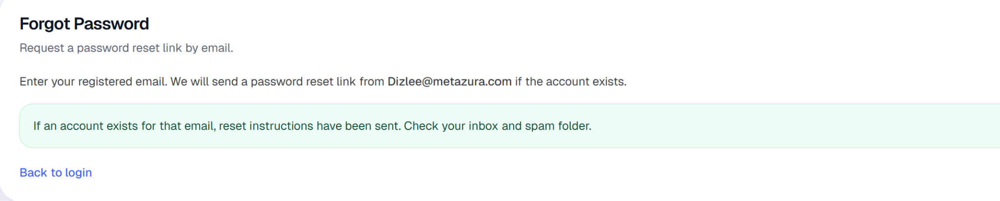 Forgot Password
Request a password reset link by email.
Enter your registered email. We will send a password reset link from Dizlee@metazura.com if the account exists.
If an account exists for that email, reset instructions have been sent. Check your inbox and spam folder.
Back to login